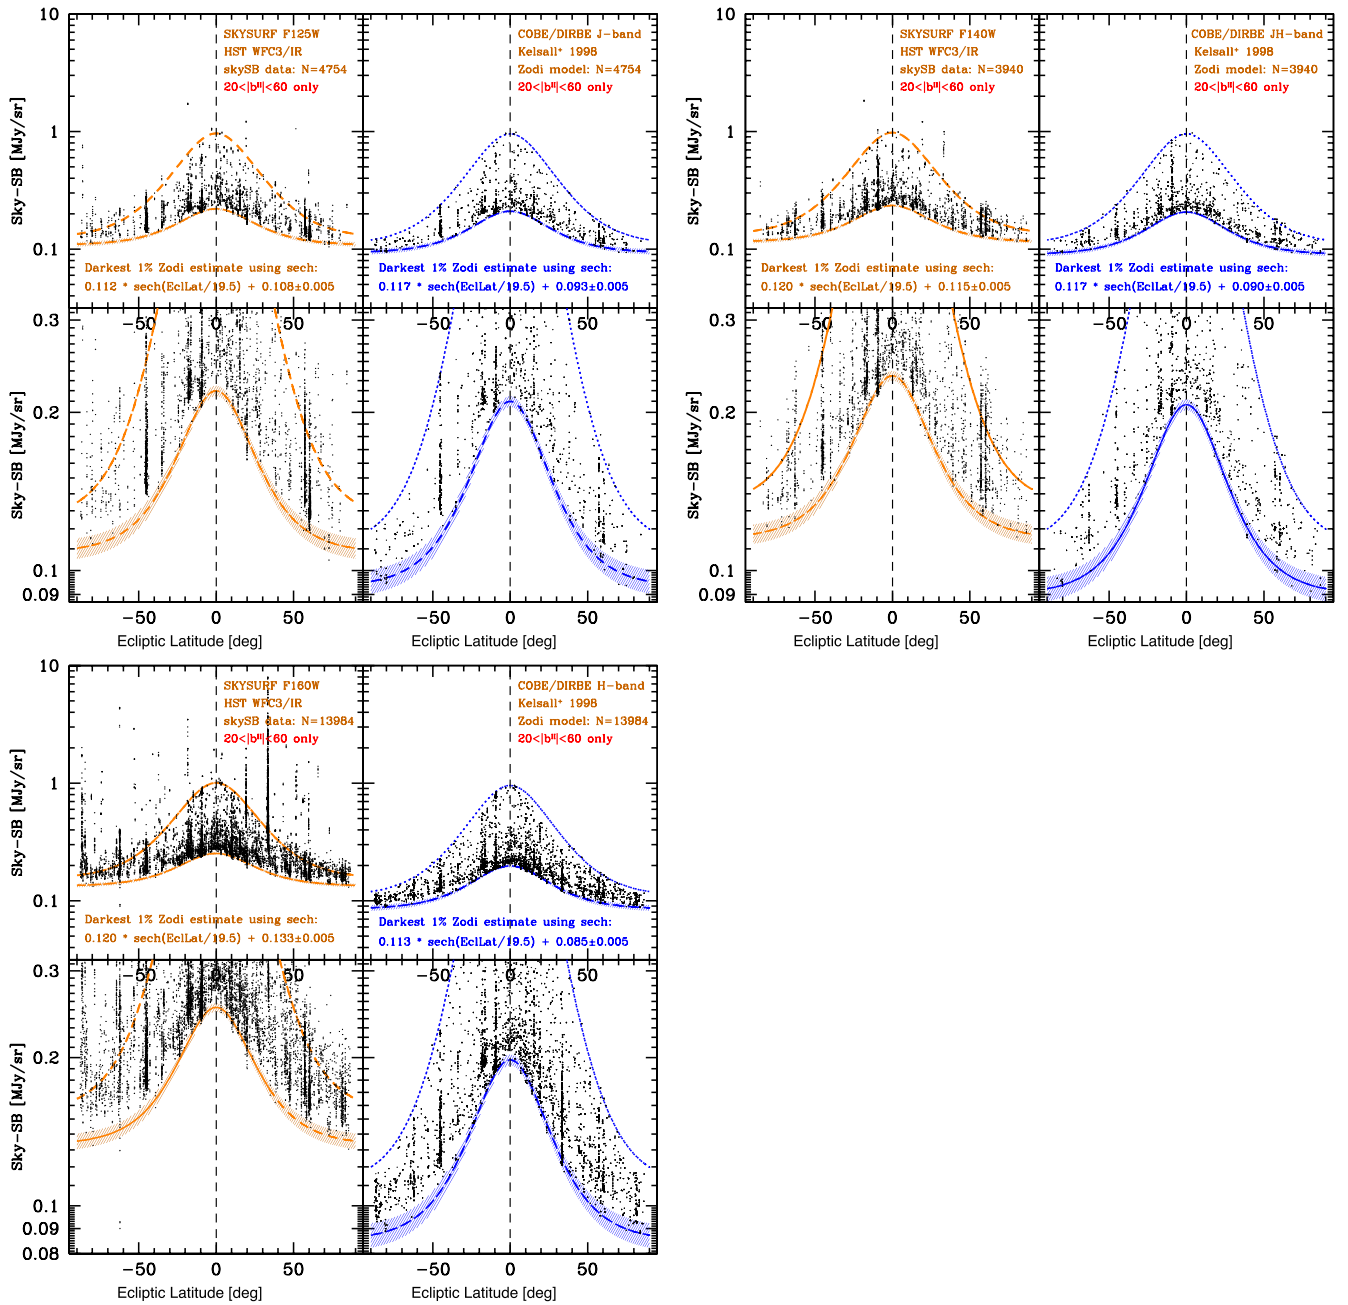 10
1
0.1
Sky-SB [MJy/sr]
SKYSURF F125W
HST WFC3/IR
skySB data: N=4754
20<|bᴵᴵ|<60 only
Darkest 1% Zodi estimate using sech:
0.112 * sech(EclLat/19.5) + 0.108±0.005
COBE/DIRBE J-band
Kelsall⁺ 1998
Zodi model: N=4754
20<|bᴵᴵ|<60 only
Darkest 1% Zodi estimate using sech:
0.117 * sech(EclLat/19.5) + 0.093±0.005
−50 0 50
−50 0 50
0.3
0.2
0.1
0.09
Sky-SB [MJy/sr]
−50 0 50
−50 0 50
Ecliptic Latitude [deg]
Ecliptic Latitude [deg]
10
1
0.1
Sky-SB [MJy/sr]
SKYSURF F140W
HST WFC3/IR
skySB data: N=3940
20<|bᴵᴵ|<60 only
Darkest 1% Zodi estimate using sech:
0.120 * sech(EclLat/19.5) + 0.115±0.005
COBE/DIRBE JH-band
Kelsall⁺ 1998
Zodi model: N=3940
20<|bᴵᴵ|<60 only
Darkest 1% Zodi estimate using sech:
0.117 * sech(EclLat/19.5) + 0.090±0.005
−50 0 50
−50 0 50
0.3
0.2
0.1
0.09
Sky-SB [MJy/sr]
−50 0 50
−50 0 50
Ecliptic Latitude [deg]
Ecliptic Latitude [deg]
10
1
0.1
Sky-SB [MJy/sr]
SKYSURF F160W
HST WFC3/IR
skySB data: N=13984
20<|bᴵᴵ|<60 only
Darkest 1% Zodi estimate using sech:
0.120 * sech(EclLat/19.5) + 0.133±0.005
COBE/DIRBE H-band
Kelsall⁺ 1998
Zodi model: N=13984
20<|bᴵᴵ|<60 only
Darkest 1% Zodi estimate using sech:
0.113 * sech(EclLat/19.5) + 0.085±0.005
−50 0 50
−50 0 50
0.3
0.2
0.1
0.09
0.08
Sky-SB [MJy/sr]
−50 0 50
−50 0 50
Ecliptic Latitude [deg]
Ecliptic Latitude [deg]